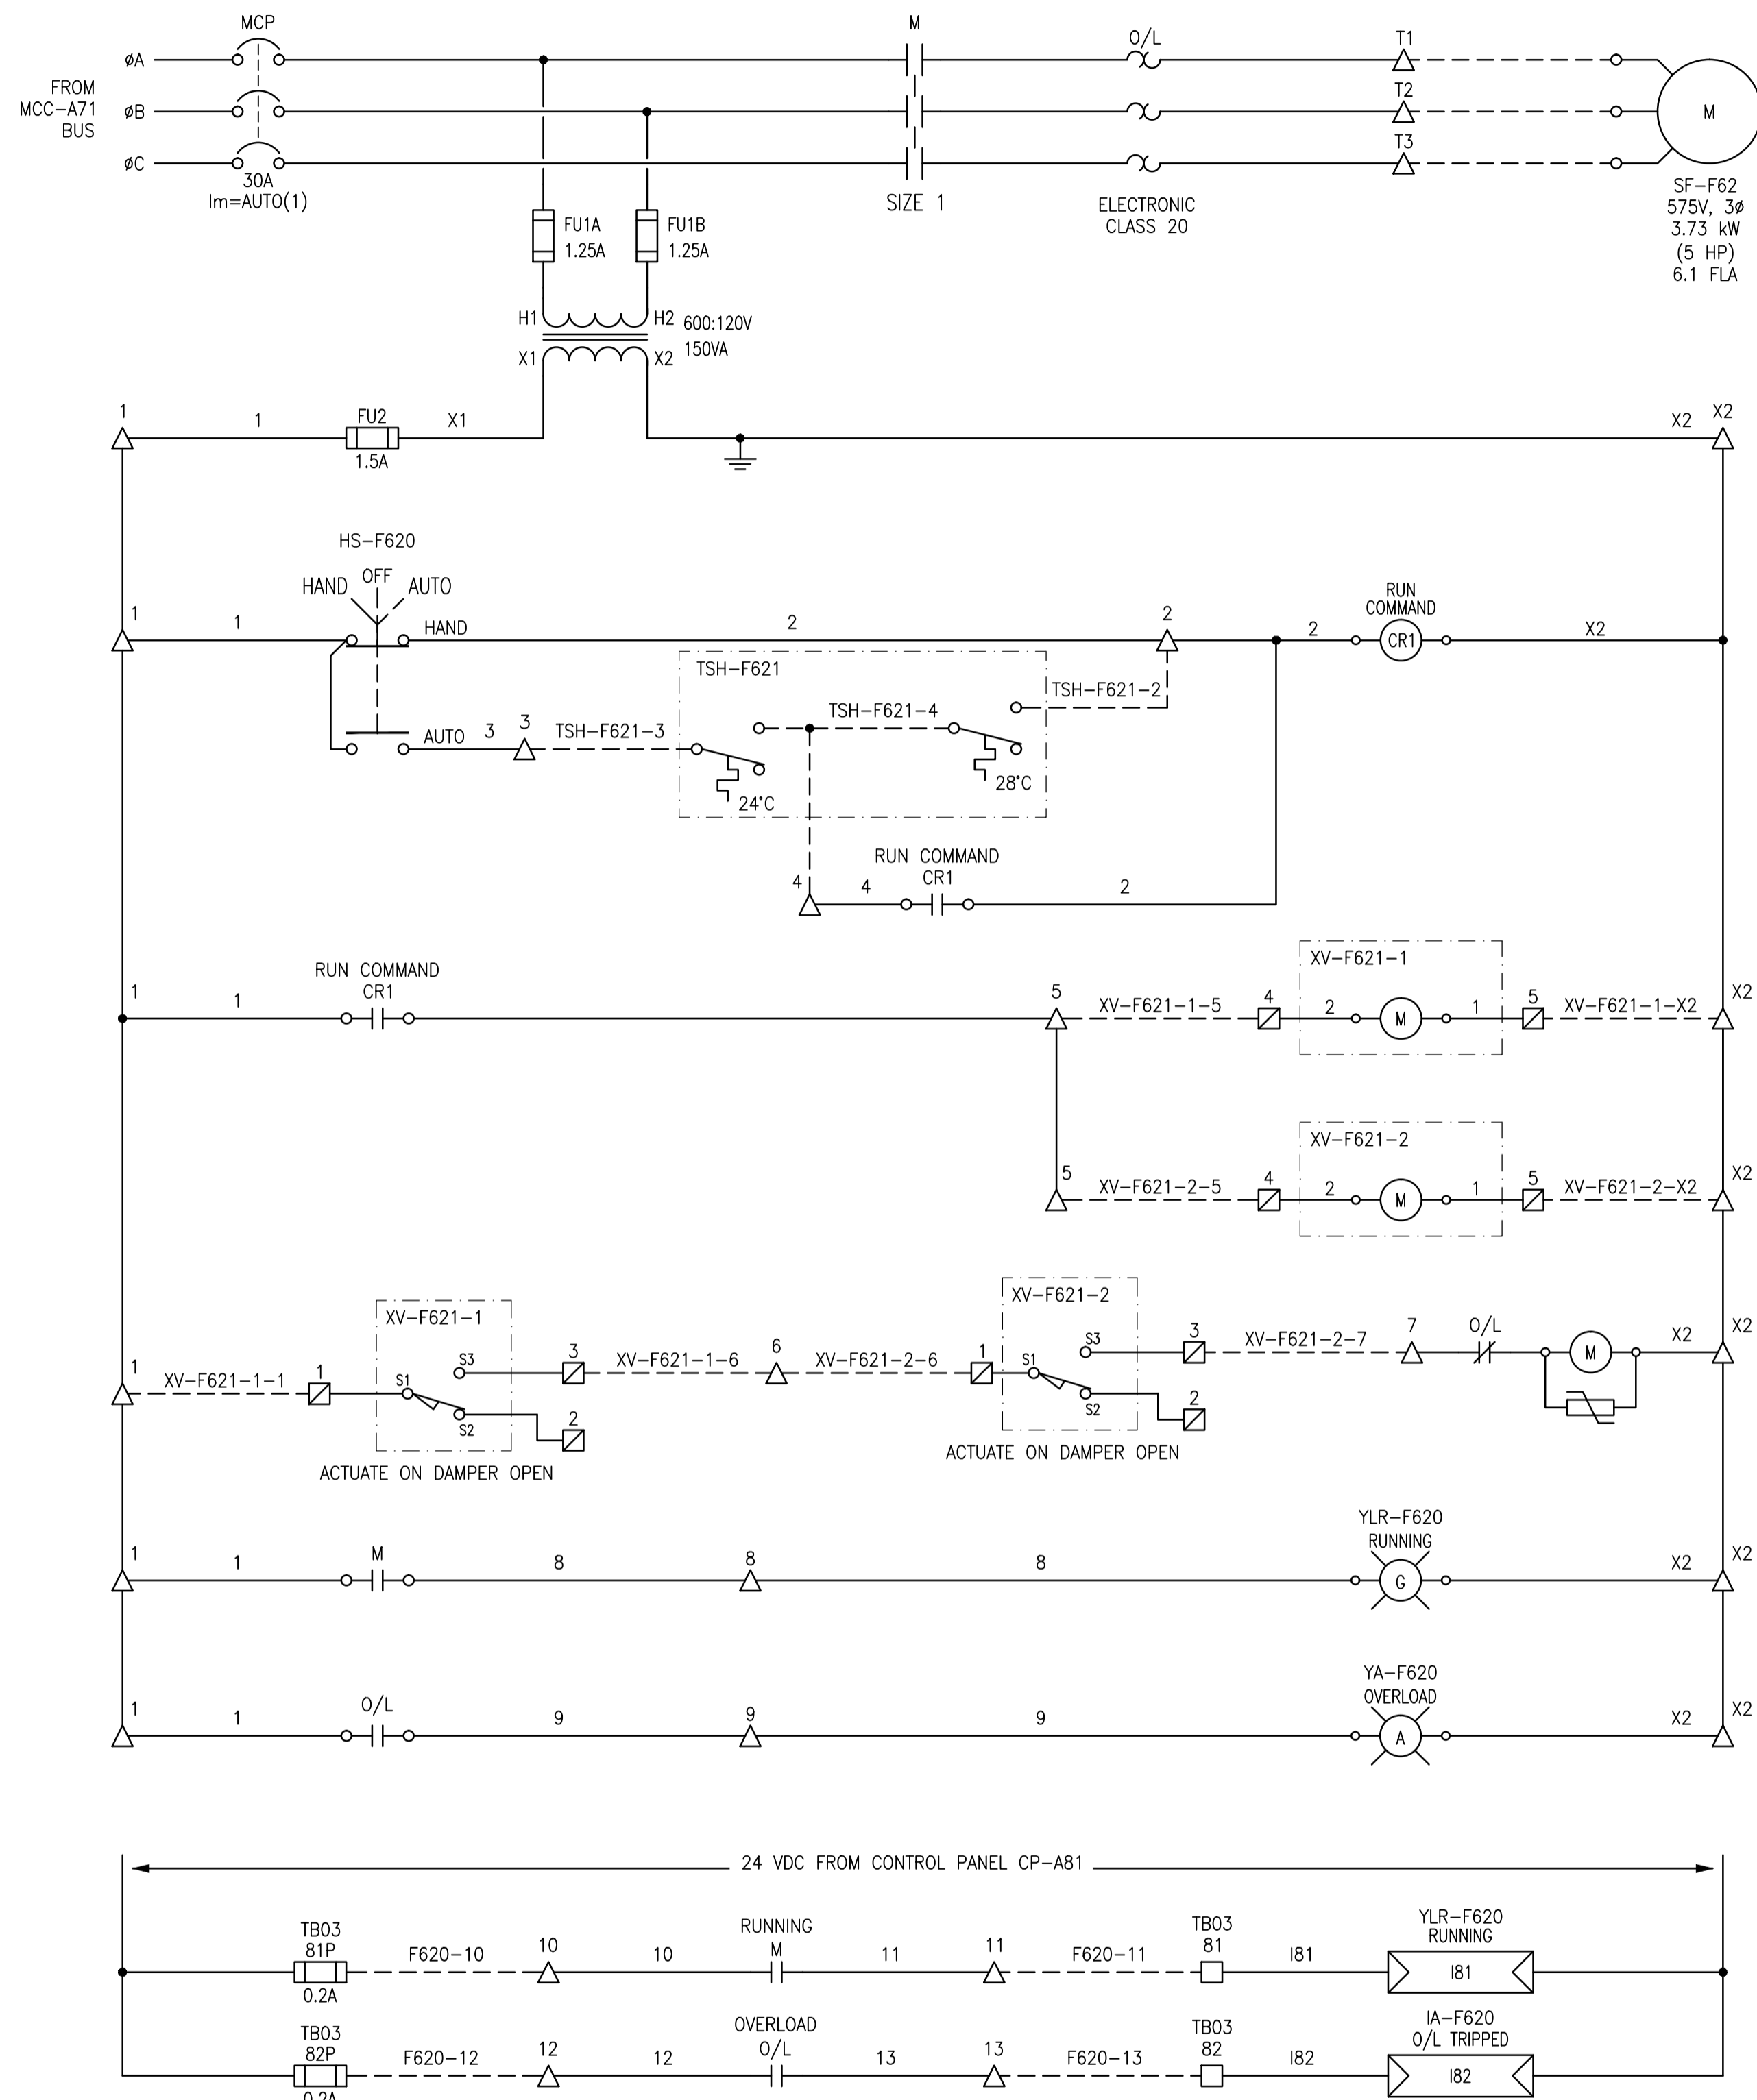 MCP
M
O/L
T1
øA
FROM
MCC-A71
BUS
øB
T2
M
øC
T3
30A
Im=AUTO(1)
SIZE 1
ELECTRONIC
CLASS 20
SF-F62
575V, 3ø
3.73 kW
(5 HP)
6.1 FLA
FU1A
1.25A
FU1B
1.25A
H1
H2
600:120V
150VA
X1
X2
1
1
FU2
X1
1.5A
X2
X2
HS-F620
HAND
OFF
AUTO
1
1
HAND
2
2
2
RUN
COMMAND
CR1
X2
TSH-F621
TSH-F621-2
AUTO
3
3
TSH-F621-3
TSH-F621-4
24°C
28°C
RUN COMMAND
CR1
4
4
2
RUN COMMAND
CR1
1
1
5
XV-F621-1-5
4
XV-F621-1
2
M
1
5
XV-F621-1-X2
X2
5
XV-F621-2-5
4
XV-F621-2
2
M
1
5
XV-F621-2-X2
X2
1
XV-F621-1-1
1
XV-F621-1
S1
S3
S2
3
2
ACTUATE ON DAMPER OPEN
XV-F621-1-6
6
XV-F621-2-6
1
XV-F621-2
S1
S3
S2
3
2
ACTUATE ON DAMPER OPEN
XV-F621-2-7
7
O/L
M
X2
X2
1
1
M
8
8
8
YLR-F620
RUNNING
G
X2
X2
1
1
O/L
9
9
9
YA-F620
OVERLOAD
A
X2
X2
24 VDC FROM CONTROL PANEL CP-A81
TB03
81P
0.2A
F620-10
10
10
RUNNING
M
11
11
F620-11
TB03
81
I81
YLR-F620
RUNNING
I81
TB03
82P
0.2A
F620-12
12
12
OVERLOAD
O/L
13
13
F620-13
TB03
82
I82
IA-F620
O/L TRIPPED
I82